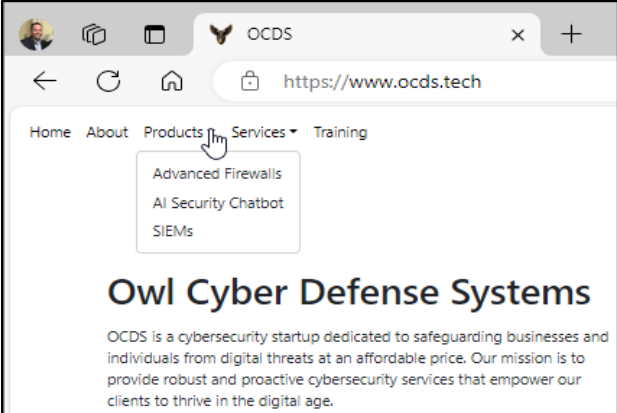 OCDS
https://www.ocds.tech
Home About Products Services Training
Advanced Firewalls
AI Security Chatbot
SIEMs
Owl Cyber Defense Systems
OCDS is a cybersecurity startup dedicated to safeguarding businesses and
individuals from digital threats at an affordable price. Our mission is to
provide robust and proactive cybersecurity services that empower our
clients to thrive in the digital age.